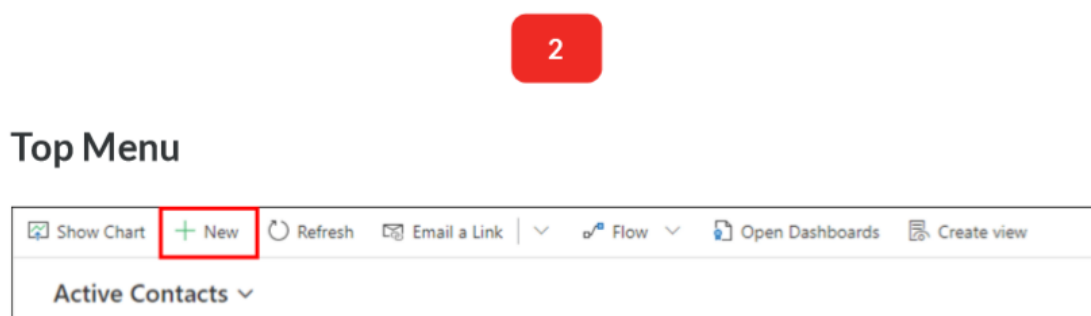 2
Top Menu
Show Chart New Refresh Email a Link Flow Open Dashboards Create view
Active Contacts